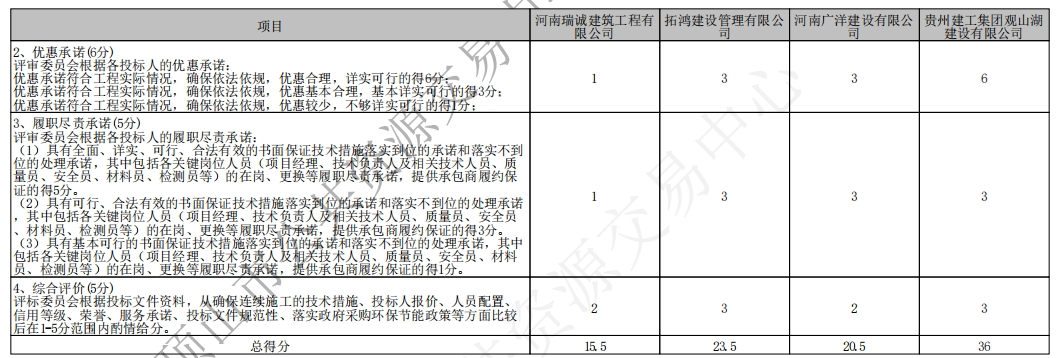 项目
河南瑞诚建筑工程有
限公司
拓鸿建设管理有限公
司
河南广洋建设有限公
司
贵州建工集团观山湖
建设有限公司
2、优惠承诺(6分)
评审委员会根据各投标人的优惠承诺:
优惠承诺符合工程实际情况,确保依法依规,优惠合理,详实可行的得6分;
优惠承诺符合工程实际情况,确保依法依规,优惠基本合理,基本详实可行的得3分;
优惠承诺符合工程实际情况,确保依法依规,优惠较少,不够详实可行的得1分;
1
3
3
6
3、履职尽责承诺(5分)
评审委员会根据各投标人的履职尽责承诺:
(1)具有全面、详实、可行、合法有效的书面保证技术措施落实到位的承诺和落实不到
位的处理承诺,其中包括各关键岗位人员(项目经理、技术负责人及相关技术人员、质
量员、安全员、材料员、检测员等)的在岗、更换等履职尽责承诺,提供承包商履约保
证的得5分。
(2)具有可行、合法有效的书面保证技术措施落实到位的承诺和落实不到位的处理承诺
,其中包括各关键岗位人员(项目经理、技术负责人及相关技术人员、质量员、安全员
、材料员、检测员等)的在岗、更换等履职尽责承诺,提供承包商履约保证的得3分。
(3)具有基本可行的书面保证技术措施落实到位的承诺和落实不到位的处理承诺,其中
包括各关键岗位人员(项目经理、技术负责人及相关技术人员、质量员、安全员、材料
员、检测员等)的在岗、更换等履职尽责承诺,提供承包商履约保证的得1分。
1
3
3
3
4、综合评价(5分)
评标委员会根据投标文件资料,从确保连续施工的技术措施、投标人报价、人员配置、
信用等级、荣誉、服务承诺、投标文件规范性、落实政府采购环保节能政策等方面比较
后在1-5分范围内酌情给分。
2
3
2
3
总得分
15.5
23.5
20.5
36
顶山市公共资源交易中心
共资源交易中心